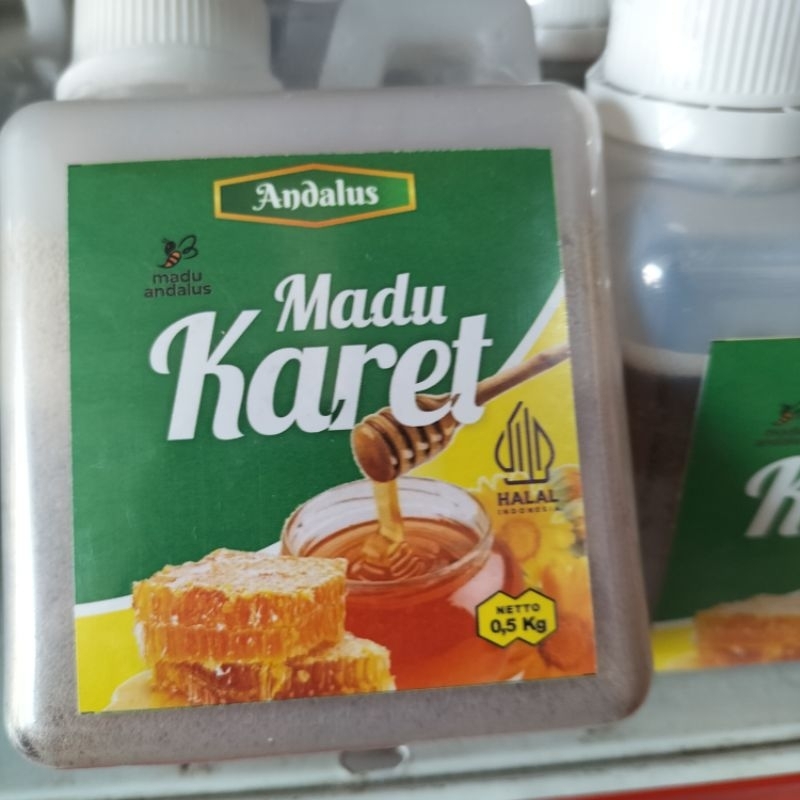 Andalus
madu
andalus
Madu
Karet
HALAL
INDONESIA
NETTO
0,5 Kg
K